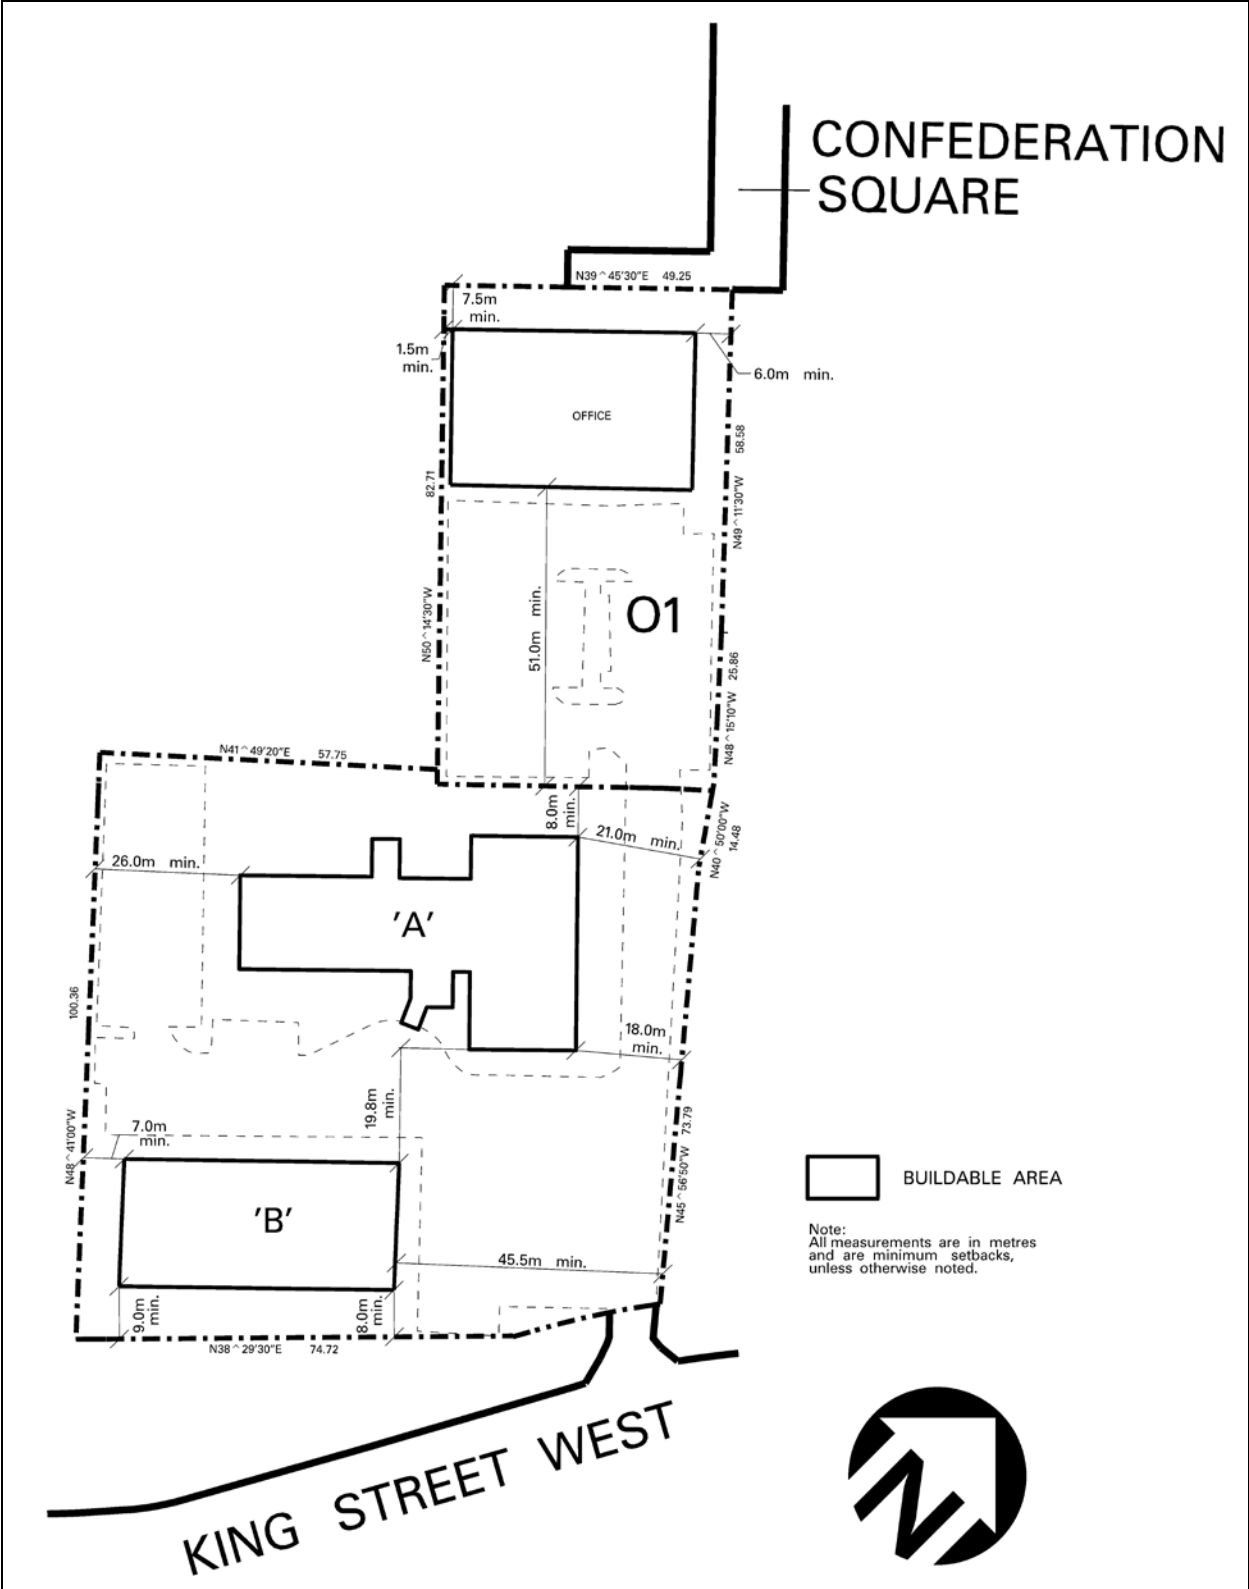 CONFEDERATION
SQUARE
N39^45'30"E 49.25
7.5m
min.
1.5m
min.
6.0m min.
OFFICE
58.58
N49^11'30"W
82.71
N50^14'30"W
51.0m min.
O1
25.86
N48^15'10"W
N41^49'20"E 57.75
8.0m
min.
21.0m min.
N40^50'00"W
14.48
26.0m min.
'A'
100.36
N48^41'00"W
18.0m
min.
19.8m
min.
7.0m
min.
73.79
N45^56'50"W
'B'
45.5m min.
9.0m
min.
8.0m
min.
N38^29'30"E 74.72
BUILDABLE AREA
Note:
All measurements are in metres
and are minimum setbacks,
unless otherwise noted.
KING STREET WEST
N